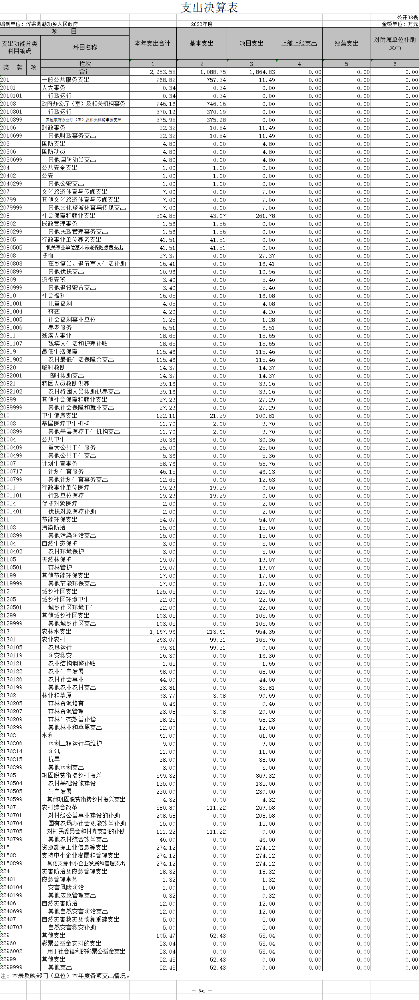 支出决算表
公开03表
编制单位：浮梁县勒功乡人民政府 2022年度 金额单位：万元
项 目 本年支出合计 基本支出 项目支出 上缴上级支出 经营支出 对附属单位补助支出
支出功能分类科目编码 科目名称
类 款 项 栏次 1 2 3 4 5 6
合计 2,953.58 1,088.75 1,864.83 0.00 0.00 0.00
201 一般公共服务支出 768.82 757.34 11.49 0.00 0.00 0.00
20101 人大事务 0.34 0.34 0.00 0.00 0.00 0.00
2010101 行政运行 0.34 0.34 0.00 0.00 0.00 0.00
20103 政府办公厅（室）及相关机构事务 746.16 746.16 0.00 0.00 0.00 0.00
2010301 行政运行 370.19 370.19 0.00 0.00 0.00 0.00
2010399 其他政府办公厅（室）及相关机构事务支出 375.98 375.98 0.00 0.00 0.00 0.00
20106 财政事务 22.32 10.84 11.49 0.00 0.00 0.00
2010699 其他财政事务支出 22.32 10.84 11.49 0.00 0.00 0.00
203 国防支出 4.80 0.00 4.80 0.00 0.00 0.00
20306 国防动员 4.80 0.00 4.80 0.00 0.00 0.00
2030699 其他国防动员支出 4.80 0.00 4.80 0.00 0.00 0.00
204 公共安全支出 1.00 1.00 0.00 0.00 0.00 0.00
20402 公安 1.00 1.00 0.00 0.00 0.00 0.00
2040299 其他公安支出 1.00 1.00 0.00 0.00 0.00 0.00
207 文化旅游体育与传媒支出 7.00 0.00 7.00 0.00 0.00 0.00
20799 其他文化旅游体育与传媒支出 7.00 0.00 7.00 0.00 0.00 0.00
2079999 其他文化旅游体育与传媒支出 7.00 0.00 7.00 0.00 0.00 0.00
208 社会保障和就业支出 304.85 43.07 261.78 0.00 0.00 0.00
20802 民政管理事务 1.56 1.56 0.00 0.00 0.00 0.00
2080299 其他民政管理事务支出 1.56 1.56 0.00 0.00 0.00 0.00
20805 行政事业单位养老支出 41.51 41.51 0.00 0.00 0.00 0.00
2080505 机关事业单位基本养老保险缴费支出 41.51 41.51 0.00 0.00 0.00 0.00
20808 抚恤 27.37 0.00 27.37 0.00 0.00 0.00
2080803 在乡复员、退伍军人生活补助 16.41 0.00 16.41 0.00 0.00 0.00
2080899 其他优抚支出 10.96 0.00 10.96 0.00 0.00 0.00
20809 退役安置 3.40 0.00 3.40 0.00 0.00 0.00
2080999 其他退役安置支出 3.40 0.00 3.40 0.00 0.00 0.00
20810 社会福利 16.08 0.00 16.08 0.00 0.00 0.00
2081001 儿童福利 4.08 0.00 4.08 0.00 0.00 0.00
2081004 殡葬 4.20 0.00 4.20 0.00 0.00 0.00
2081005 社会福利事业单位 1.28 0.00 1.28 0.00 0.00 0.00
2081006 养老服务 6.51 0.00 6.51 0.00 0.00 0.00
20811 残疾人事业 18.65 0.00 18.65 0.00 0.00 0.00
2081107 残疾人生活和护理补贴 18.65 0.00 18.65 0.00 0.00 0.00
20819 最低生活保障 115.46 0.00 115.46 0.00 0.00 0.00
2081902 农村最低生活保障金支出 115.46 0.00 115.46 0.00 0.00 0.00
20820 临时救助 14.37 0.00 14.37 0.00 0.00 0.00
2082001 临时救助支出 14.37 0.00 14.37 0.00 0.00 0.00
20821 特困人员救助供养 39.16 0.00 39.16 0.00 0.00 0.00
2082102 农村特困人员救助供养支出 39.16 0.00 39.16 0.00 0.00 0.00
20899 其他社会保障和就业支出 27.29 0.00 27.29 0.00 0.00 0.00
2089999 其他社会保障和就业支出 27.29 0.00 27.29 0.00 0.00 0.00
210 卫生健康支出 122.11 21.29 100.81 0.00 0.00 0.00
21003 基层医疗卫生机构 11.70 2.00 9.70 0.00 0.00 0.00
2100399 其他基层医疗卫生机构支出 11.70 2.00 9.70 0.00 0.00 0.00
21004 公共卫生 30.36 0.00 30.36 0.00 0.00 0.00
2100409 重大公共卫生服务 25.00 0.00 25.00 0.00 0.00 0.00
2100499 其他公共卫生支出 5.36 0.00 5.36 0.00 0.00 0.00
21007 计划生育事务 58.76 0.00 58.76 0.00 0.00 0.00
2100717 计划生育服务 46.13 0.00 46.13 0.00 0.00 0.00
2100799 其他计划生育事务支出 12.63 0.00 12.63 0.00 0.00 0.00
21011 行政事业单位医疗 19.29 19.29 0.00 0.00 0.00 0.00
2101101 行政单位医疗 19.29 19.29 0.00 0.00 0.00 0.00
21014 优抚对象医疗 2.00 0.00 2.00 0.00 0.00 0.00
2101401 优抚对象医疗补助 2.00 0.00 2.00 0.00 0.00 0.00
211 节能环保支出 54.07 0.00 54.07 0.00 0.00 0.00
21103 污染防治 15.00 0.00 15.00 0.00 0.00 0.00
2110399 其他污染防治支出 15.00 0.00 15.00 0.00 0.00 0.00
21104 自然生态保护 3.00 0.00 3.00 0.00 0.00 0.00
2110402 农村环境保护 3.00 0.00 3.00 0.00 0.00 0.00
21105 天然林保护 19.07 0.00 19.07 0.00 0.00 0.00
2110501 森林管护 19.07 0.00 19.07 0.00 0.00 0.00
21199 其他节能环保支出 17.00 0.00 17.00 0.00 0.00 0.00
2119999 其他节能环保支出 17.00 0.00 17.00 0.00 0.00 0.00
212 城乡社区支出 125.05 0.00 125.05 0.00 0.00 0.00
21205 城乡社区环境卫生 22.00 0.00 22.00 0.00 0.00 0.00
2120501 城乡社区环境卫生 22.00 0.00 22.00 0.00 0.00 0.00
21299 其他城乡社区支出 103.05 0.00 103.05 0.00 0.00 0.00
2129999 其他城乡社区支出 103.05 0.00 103.05 0.00 0.00 0.00
213 农林水支出 1,167.96 213.61 954.35 0.00 0.00 0.00
21301 农业农村 263.07 99.31 163.76 0.00 0.00 0.00
2130105 农垦运行 99.31 99.31 0.00 0.00 0.00 0.00
2130119 防灾救灾 16.30 0.00 16.30 0.00 0.00 0.00
2130121 农业结构调整补贴 1.65 0.00 1.65 0.00 0.00 0.00
2130122 农业生产发展 68.00 0.00 68.00 0.00 0.00 0.00
2130126 农村社会事业 44.00 0.00 44.00 0.00 0.00 0.00
2130199 其他农业农村支出 33.81 0.00 33.81 0.00 0.00 0.00
21302 林业和草原 93.77 3.08 90.69 0.00 0.00 0.00
2130205 森林资源培育 0.46 0.00 0.46 0.00 0.00 0.00
2130207 森林资源管理 23.08 3.08 20.00 0.00 0.00 0.00
2130209 森林生态效益补偿 58.23 0.00 58.23 0.00 0.00 0.00
2130299 其他林业和草原支出 12.00 0.00 12.00 0.00 0.00 0.00
21303 水利 61.00 0.00 61.00 0.00 0.00 0.00
2130306 水利工程运行与维护 9.00 0.00 9.00 0.00 0.00 0.00
2130314 防汛 11.00 0.00 11.00 0.00 0.00 0.00
2130315 抗旱 38.00 0.00 38.00 0.00 0.00 0.00
2130399 其他水利支出 3.00 0.00 3.00 0.00 0.00 0.00
21305 巩固脱贫衔接乡村振兴 369.32 0.00 369.32 0.00 0.00 0.00
2130504 农村基础设施建设 135.00 0.00 135.00 0.00 0.00 0.00
2130505 生产发展 230.00 0.00 230.00 0.00 0.00 0.00
2130599 其他巩固脱贫衔接乡村振兴支出 4.32 0.00 4.32 0.00 0.00 0.00
21307 农村综合改革 380.80 111.22 269.58 0.00 0.00 0.00
2130701 对村级公益事业建设的补助 208.58 0.00 208.58 0.00 0.00 0.00
2130704 国有农场办社会职能改革补助 15.00 0.00 15.00 0.00 0.00 0.00
2130705 对村民委员会和村党支部的补助 111.22 111.22 0.00 0.00 0.00 0.00
2130799 其他农村综合改革支出 46.00 0.00 46.00 0.00 0.00 0.00
215 资源勘探工业信息等支出 274.12 0.00 274.12 0.00 0.00 0.00
21508 支持中小企业发展和管理支出 274.12 0.00 274.12 0.00 0.00 0.00
2150899 其他支持中小企业发展和管理支出 274.12 0.00 274.12 0.00 0.00 0.00
224 灾害防治及应急管理支出 18.32 0.00 18.32 0.00 0.00 0.00
22401 应急管理事务 1.32 0.00 1.32 0.00 0.00 0.00
2240104 灾害风险防治 1.00 0.00 1.00 0.00 0.00 0.00
2240199 其他应急管理支出 0.32 0.00 0.32 0.00 0.00 0.00
22406 自然灾害防治 12.00 0.00 12.00 0.00 0.00 0.00
2240699 其他自然灾害防治支出 12.00 0.00 12.00 0.00 0.00 0.00
22407 自然灾害救灾及恢复重建支出 5.00 0.00 5.00 0.00 0.00 0.00
2240703 自然灾害救灾补助 5.00 0.00 5.00 0.00 0.00 0.00
229 其他支出 105.47 52.43 53.04 0.00 0.00 0.00
22960 彩票公益金安排的支出 53.04 0.00 53.04 0.00 0.00 0.00
2296002 用于社会福利的彩票公益金支出 53.04 0.00 53.04 0.00 0.00 0.00
22999 其他支出 52.43 52.43 0.00 0.00 0.00 0.00
2299999 其他支出 52.43 52.43 0.00 0.00 0.00 0.00
注：本表反映部门（单位）本年度各项支出情况。
— %d —